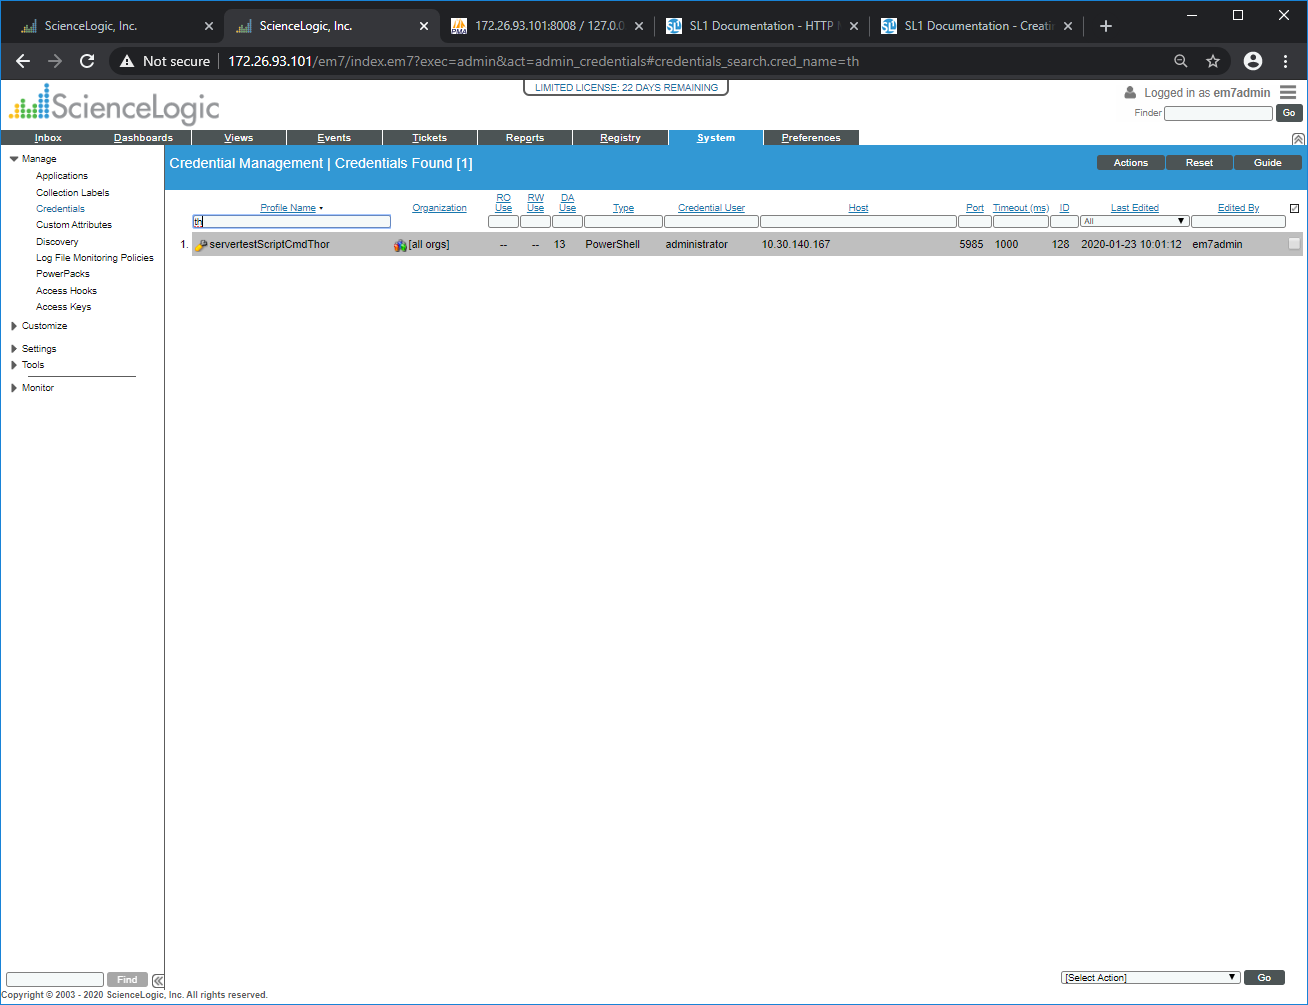 ScienceLogic, Inc.
ScienceLogic, Inc.
172.26.93.101:8008 / 127.0.0
SL1 Documentation - HTTP
SL1 Documentation - Creati
Not secure
172.26.93.101/em7/index.em7?exec=admin&act=admin_credentials#credentials_search.cred_name=th
ScienceLogic
LIMITED LICENSE: 22 DAYS REMAINING
Logged in as em7admin
Finder
Go
Inbox Dashboards Views Events Tickets Reports Registry System Preferences
Manage
Applications
Collection Labels
Credentials
Custom Attributes
Discovery
Log File Monitoring Policies
PowerPacks
Access Hooks
Access Keys
Customize
Settings
Tools
Monitor
Credential Management | Credentials Found [1]
Actions Reset Guide
Profile Name Organization RO Use RW Use DA Use Type Credential User Host Port Timeout (ms) ID Last Edited Edited By
th All
1. servertestScriptCmdThor [all orgs] -- -- 13 PowerShell administrator 10.30.140.167 5985 1000 128 2020-01-23 10:01:12 em7admin
Find
[Select Action] Go
Copyright © 2003 - 2020 ScienceLogic, Inc. All rights reserved.